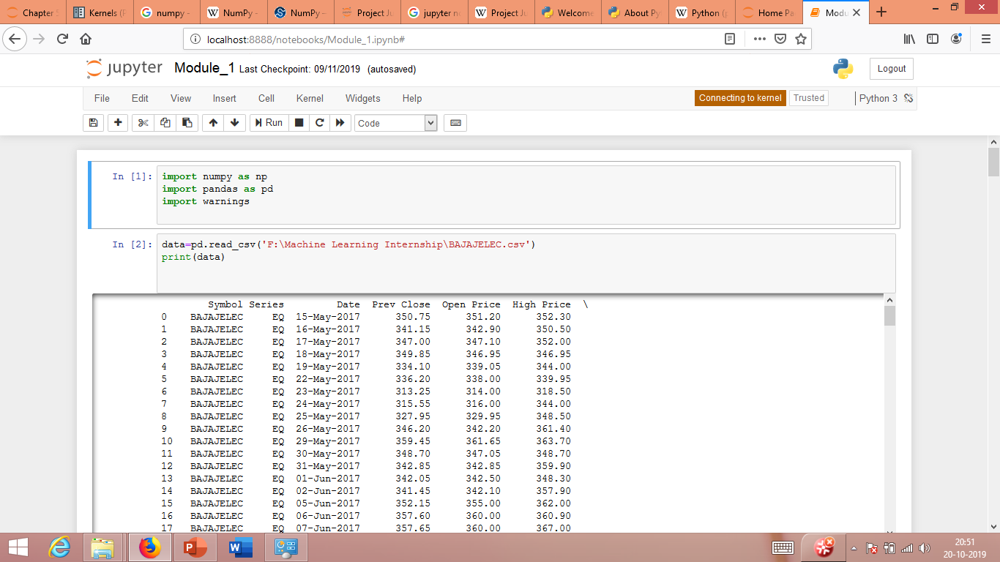 Chapter Kernels (P numpy - NumPy - NumPy - Project Ju jupyter no Project Ju Welcome About Py Python (p Home Pa Modu
localhost:8888/notebooks/Module_1.ipynb#
jupyter Module_1 Last Checkpoint: 09/11/2019 (autosaved) Logout
File Edit View Insert Cell Kernel Widgets Help Connecting to kernel Trusted Python 3
Run Code
In [1]: import numpy as np
import pandas as pd
import warnings
In [2]: data=pd.read_csv('F:\Machine Learning Internship\BAJAJELEC.csv')
print(data)
Symbol Series Date Prev Close Open Price High Price \
0 BAJAJELEC EQ 15-May-2017 350.75 351.20 352.30
1 BAJAJELEC EQ 16-May-2017 341.15 342.90 350.50
2 BAJAJELEC EQ 17-May-2017 347.00 347.10 352.00
3 BAJAJELEC EQ 18-May-2017 349.85 346.95 346.95
4 BAJAJELEC EQ 19-May-2017 334.10 339.05 344.00
5 BAJAJELEC EQ 22-May-2017 336.20 338.00 339.95
6 BAJAJELEC EQ 23-May-2017 313.25 314.00 318.50
7 BAJAJELEC EQ 24-May-2017 315.55 316.00 344.00
8 BAJAJELEC EQ 25-May-2017 327.95 329.95 348.50
9 BAJAJELEC EQ 26-May-2017 346.20 342.20 361.40
10 BAJAJELEC EQ 29-May-2017 359.45 361.65 363.70
11 BAJAJELEC EQ 30-May-2017 348.70 347.05 348.70
12 BAJAJELEC EQ 31-May-2017 342.85 342.85 359.90
13 BAJAJELEC EQ 01-Jun-2017 342.05 342.50 348.30
14 BAJAJELEC EQ 02-Jun-2017 341.45 342.10 357.90
15 BAJAJELEC EQ 05-Jun-2017 352.15 355.00 362.00
16 BAJAJELEC EQ 06-Jun-2017 357.60 360.00 360.90
17 BAJAJELEC EQ 07-Jun-2017 357.65 360.00 367.00
20:51
20-10-2019